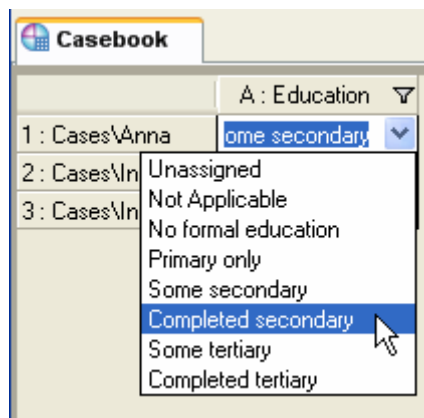 Casebook
A : Education
1 : Cases\Anna ome secondary
2 : Cases\In
3 : Cases\In
Unassigned
Not Applicable
No formal education
Primary only
Some secondary
Completed secondary
Some tertiary
Completed tertiary